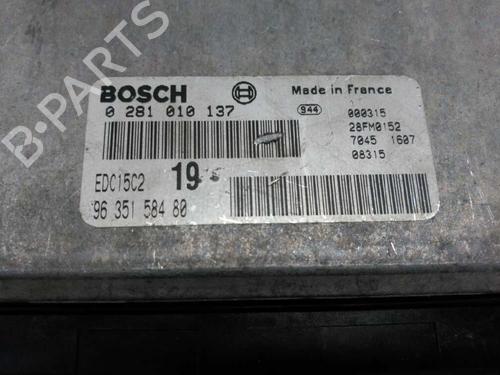 BOSCH
0 281 010 137
EDC15C2
19
96 351 584 80
Made in France
944
000315
28FM0152
7045 1607
08315
B-PARTS